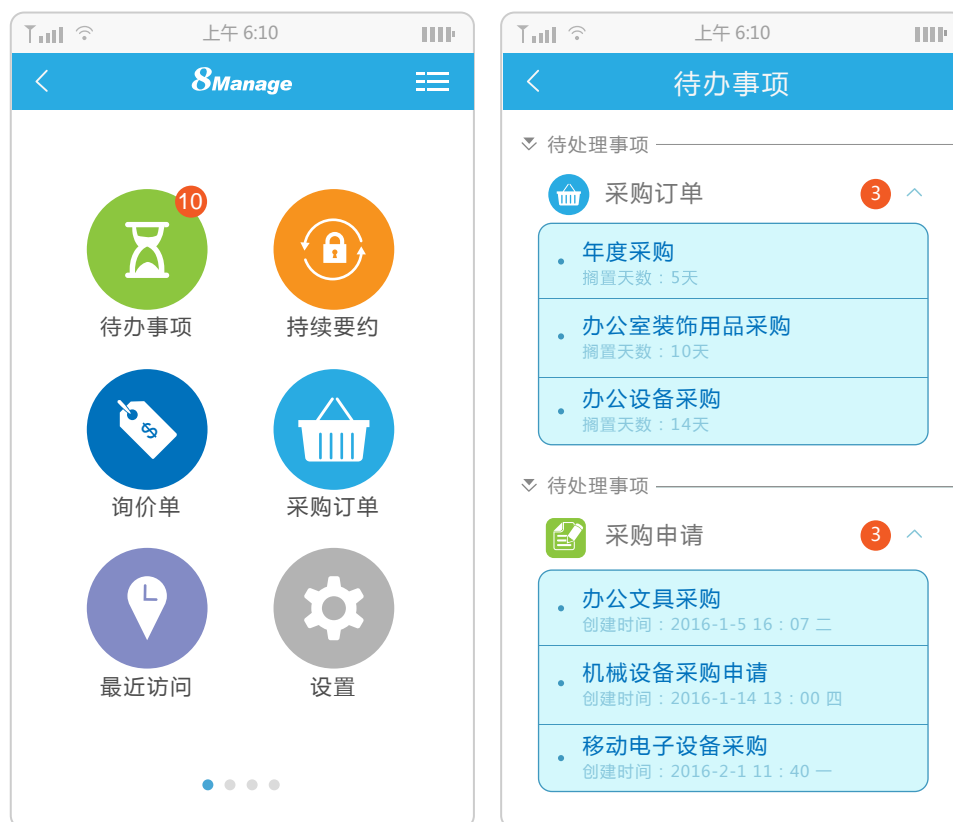 上午 6:10
8Manage
10
待办事项
持续要约
询价单
采购订单
最近访问
设置
上午 6:10
待办事项
待处理事项
采购订单 3
年度采购
搁置天数：5天
办公室装饰用品采购
搁置天数：10天
办公设备采购
搁置天数：14天
待处理事项
采购申请 3
办公文具采购
创建时间：2016-1-5 16：07 二
机械设备采购申请
创建时间：2016-1-14 13：00 四
移动电子设备采购
创建时间：2016-2-1 11：40 一